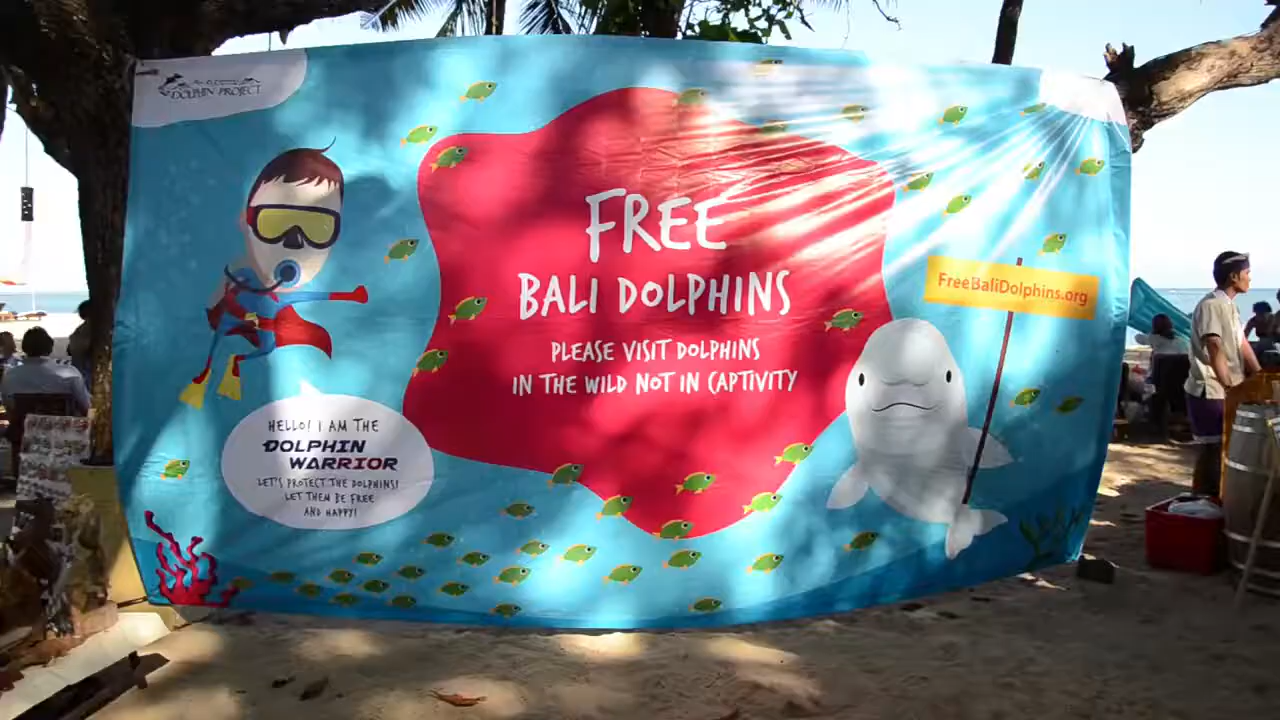 DOLPHIN PROJECT
FREE
BALI DOLPHINS
PLEASE VISIT DOLPHINS
IN THE WILD NOT IN CAPTIVITY
FreeBaliDolphins.org
HELLO! I AM THE
DOLPHIN
WARRIOR
LET'S PROTECT THE DOLPHINS!
LET THEM BE FREE
AND HAPPY!